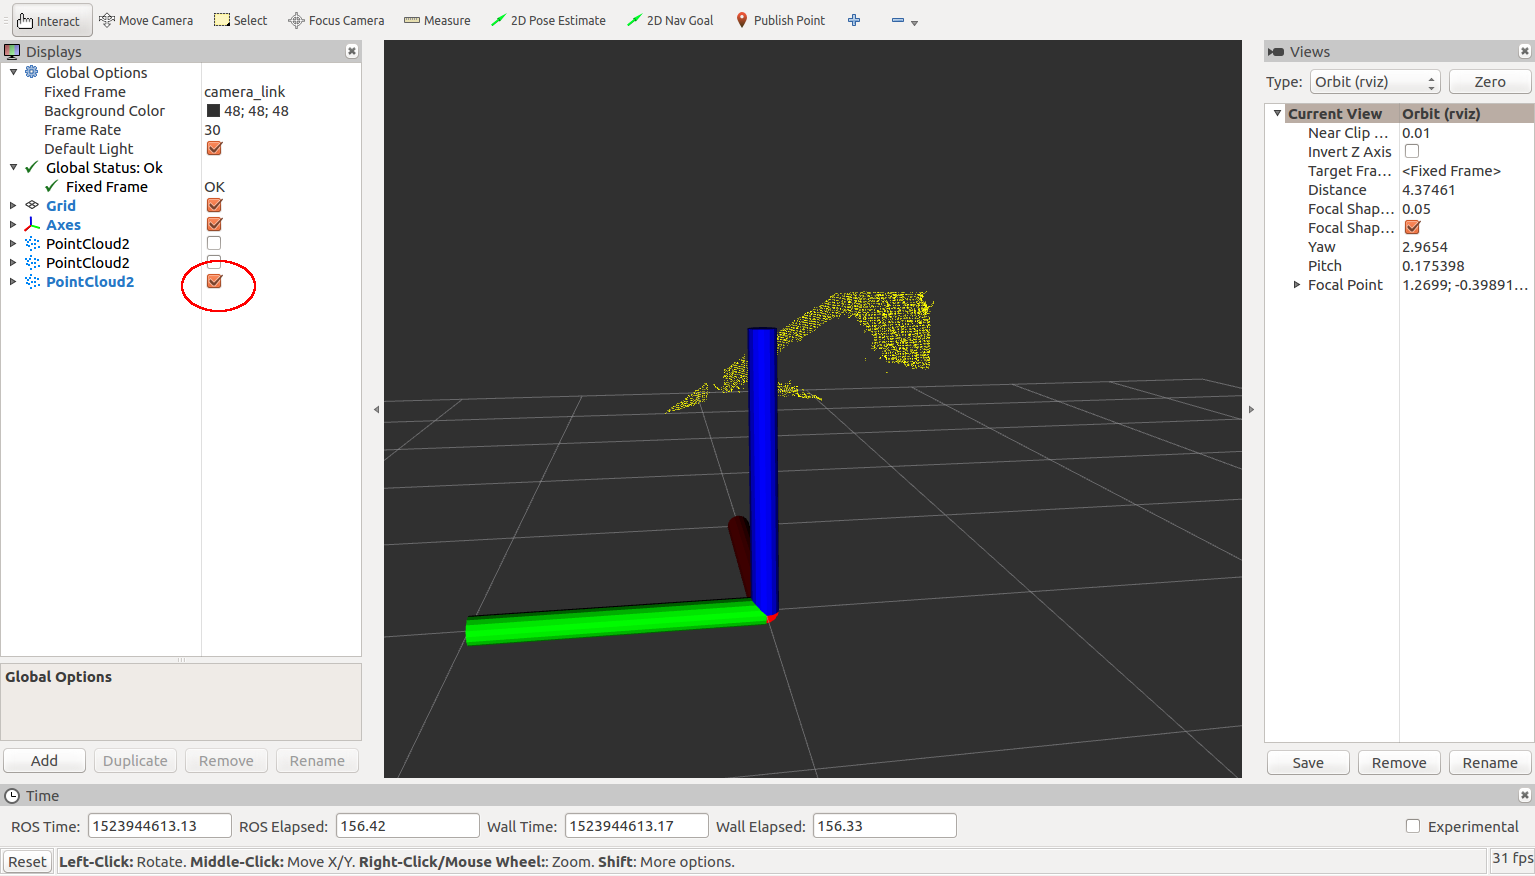 Interact Move Camera Select Focus Camera Measure 2D Pose Estimate 2D Nav Goal Publish Point
Displays
Global Options
Fixed Frame camera_link
Background Color 48; 48; 48
Frame Rate 30
Default Light
Global Status: Ok
Fixed Frame OK
Grid
Axes
PointCloud2
PointCloud2
PointCloud2
Global Options
Add Duplicate Remove Rename
Views
Type: Orbit (rviz) Zero
Current View Orbit (rviz)
Near Clip ... 0.01
Invert Z Axis
Target Fra... <Fixed Frame>
Distance 4.37461
Focal Shap... 0.05
Focal Shap...
Yaw 2.9654
Pitch 0.175398
Focal Point 1.2699; -0.39891...
Save Remove Rename
Time
ROS Time: 1523944613.13 ROS Elapsed: 156.42 Wall Time: 1523944613.17 Wall Elapsed: 156.33 Experimental
Reset Left-Click: Rotate. Middle-Click: Move X/Y. Right-Click/Mouse Wheel:: Zoom. Shift: More options. 31 fps